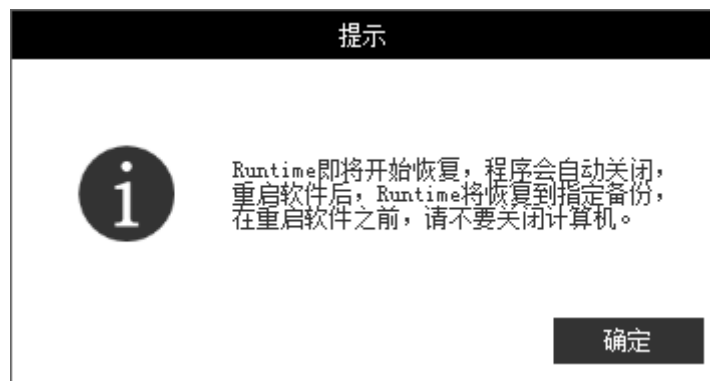 提示
Runtime即将开始恢复，程序会自动关闭，
重启软件后，Runtime将恢复到指定备份，
在重启软件之前，请不要关闭计算机。
确定